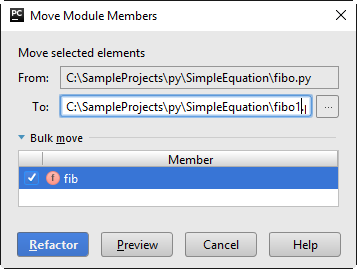 PC Move Module Members
Move selected elements
From: C:\SampleProjects\py\SimpleEquation\fibo.py
To: C:\SampleProjects\py\SimpleEquation\fibo1.p ...
Bulk move
Member
f fib
Refactor Preview Cancel Help